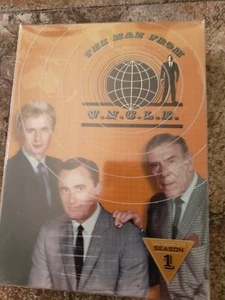 THE MAN FROM
U.N.C.L.E.
SEASON
1